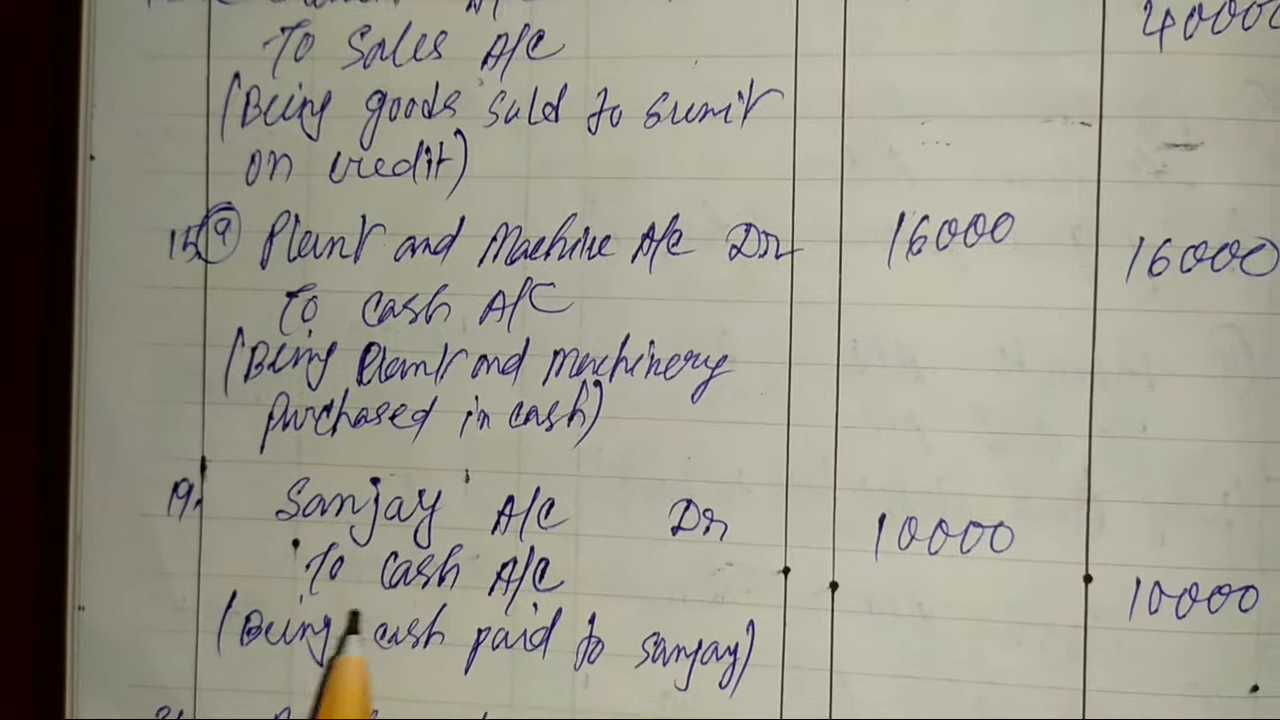 40000
To Sales A/C
(Being goods sold to sumit
on credit)
15 (a) Plant and Machine A/c Dr 16000
To cash A/C 16000
(Being Plant and Machinery
purchased in cash)
19. Sanjay A/C Dr 10000
To cash A/C 10000
(Being cash paid to sanjay)